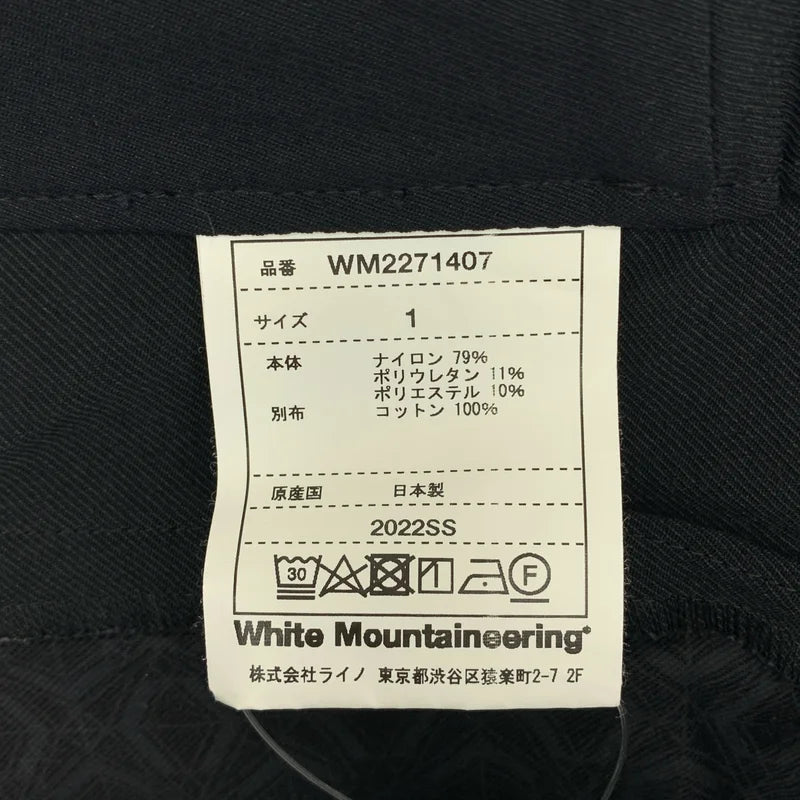 品番 WM2271407
サイズ 1
本体 ナイロン 79%
ポリウレタン 11%
ポリエステル 10%
別布 コットン 100%
原産国 日本製
2022SS
30 F
White Mountaineering®
株式会社ライノ 東京都渋谷区猿楽町2-7 2F